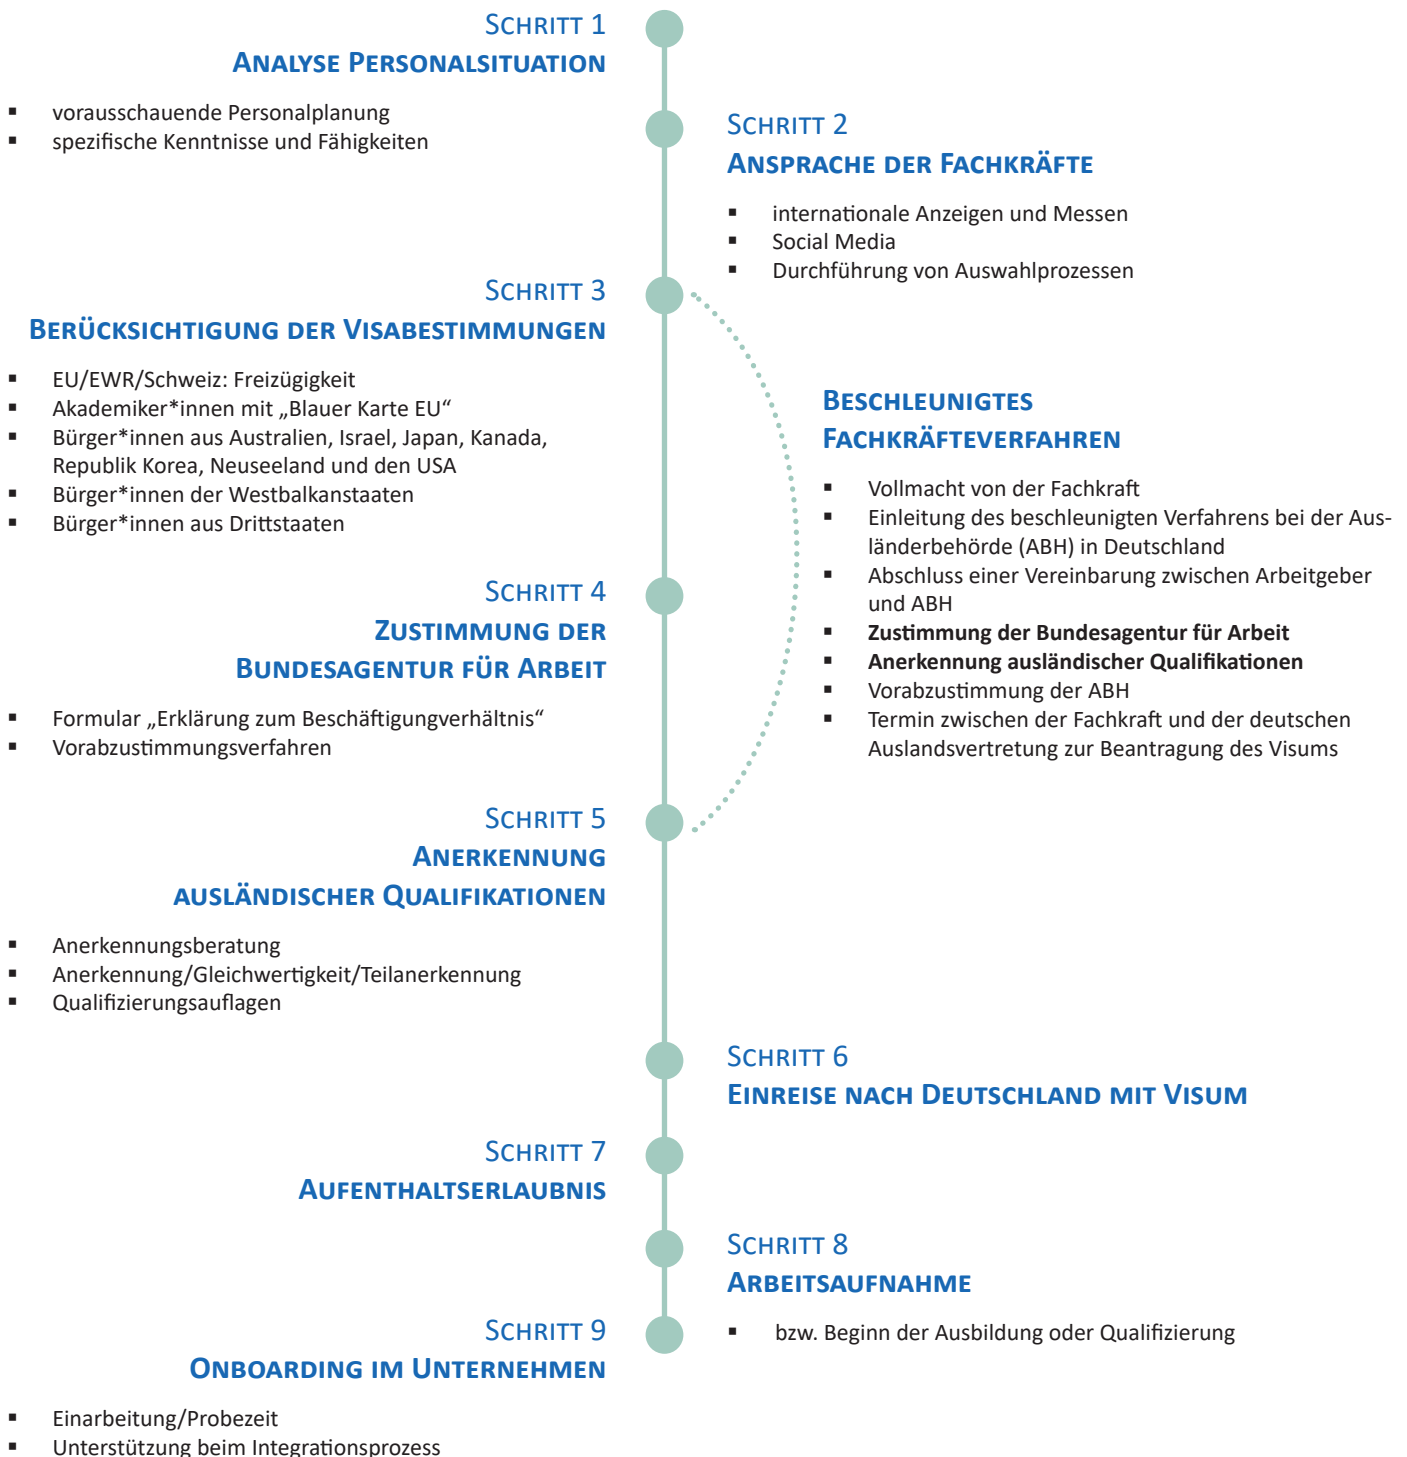 Schritt 1
Analyse Personalsituation
▪ vorausschauende Personalplanung
▪ spezifische Kenntnisse und Fähigkeiten
Schritt 2
Ansprache der Fachkräfte
▪ internationale Anzeigen und Messen
▪ Social Media
▪ Durchführung von Auswahlprozessen
Schritt 3
Berücksichtigung der Visabestimmungen
▪ EU/EWR/Schweiz: Freizügigkeit
▪ Akademiker*innen mit „Blauer Karte EU“
▪ Bürger*innen aus Australien, Israel, Japan, Kanada,
Republik Korea, Neuseeland und den USA
▪ Bürger*innen der Westbalkanstaaten
▪ Bürger*innen aus Drittstaaten
Beschleunigtes
Fachkräfteverfahren
▪ Vollmacht von der Fachkraft
▪ Einleitung des beschleunigten Verfahrens bei der Aus-
länderbehörde (ABH) in Deutschland
▪ Abschluss einer Vereinbarung zwischen Arbeitgeber
und ABH
▪ Zustimmung der Bundesagentur für Arbeit
▪ Anerkennung ausländischer Qualifikationen
▪ Vorabzustimmung der ABH
▪ Termin zwischen der Fachkraft und der deutschen
Auslandsvertretung zur Beantragung des Visums
Schritt 4
Zustimmung der
Bundesagentur für Arbeit
▪ Formular „Erklärung zum Beschäftigungverhältnis“
▪ Vorabzustimmungsverfahren
Schritt 5
Anerkennung
ausländischer Qualifikationen
▪ Anerkennungsberatung
▪ Anerkennung/Gleichwertigkeit/Teilanerkennung
▪ Qualifizierungsauflagen
Schritt 6
Einreise nach Deutschland mit Visum
Schritt 7
Aufenthaltserlaubnis
Schritt 8
Arbeitsaufnahme
▪ bzw. Beginn der Ausbildung oder Qualifizierung
Schritt 9
Onboarding im Unternehmen
▪ Einarbeitung/Probezeit
▪ Unterstützung beim Integrationsprozess